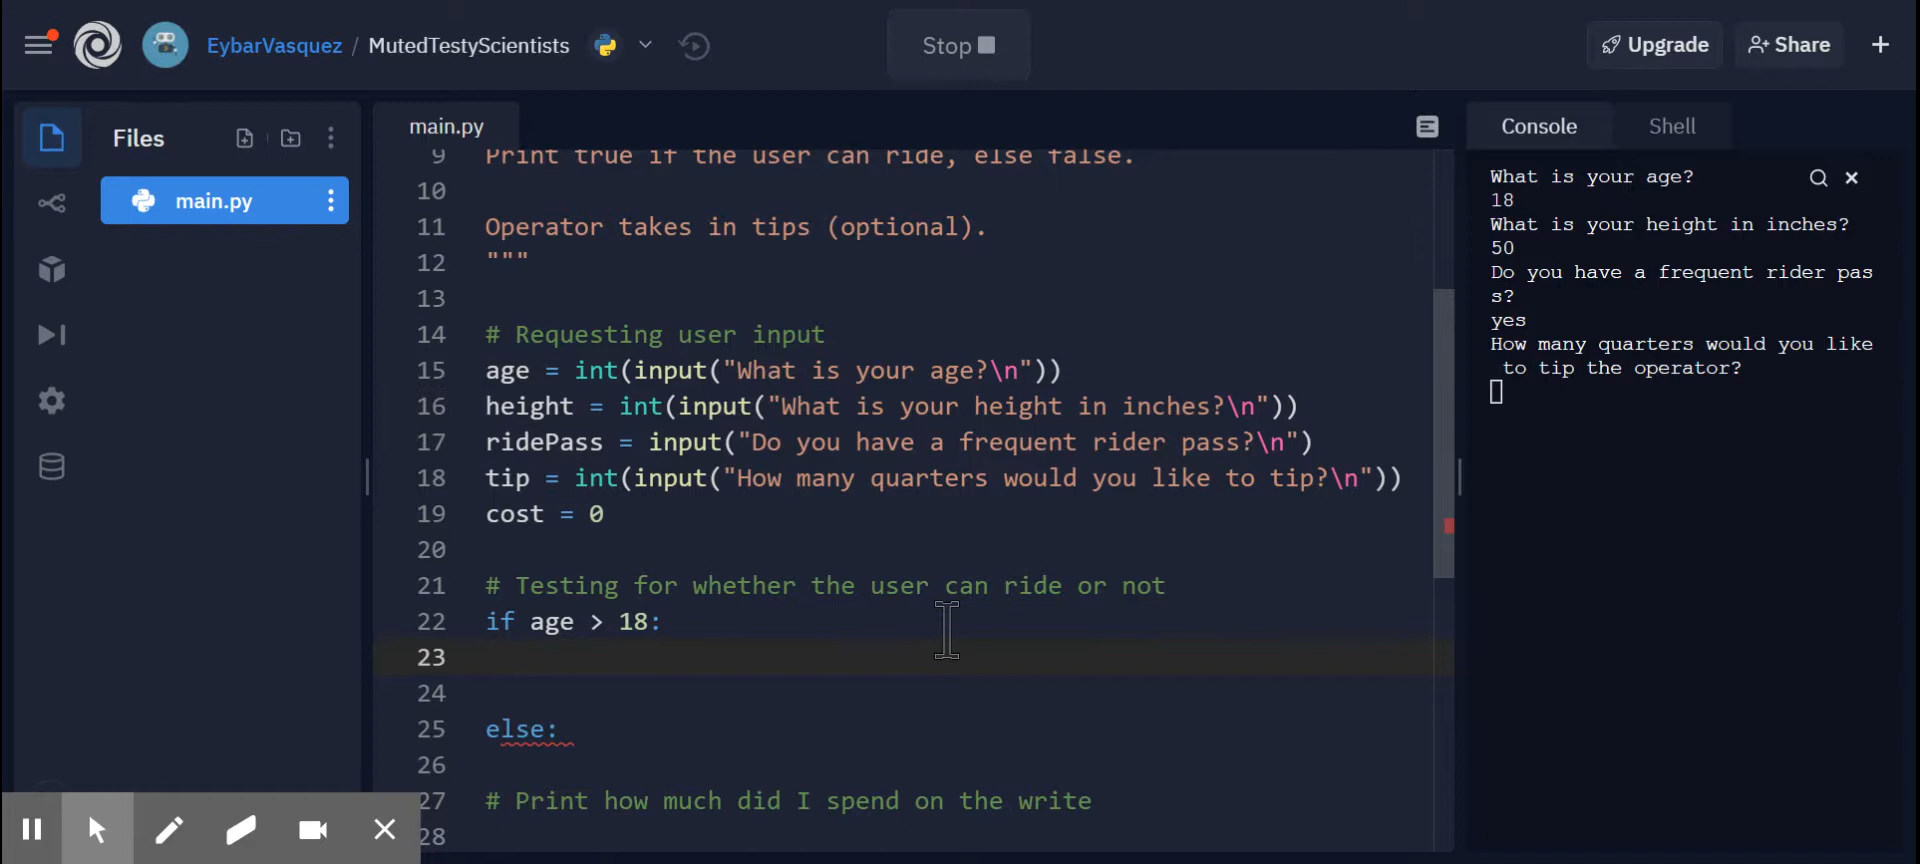 EybarVasquez / MutedTestyScientists
Stop
Upgrade
Share
Files
main.py
main.py
9 Print true if the user can ride, else false.
10
11 Operator takes in tips (optional).
12 """
13
14 # Requesting user input
15 age = int(input("What is your age?\n"))
16 height = int(input("What is your height in inches?\n"))
17 ridePass = input("Do you have a frequent rider pass?\n")
18 tip = int(input("How many quarters would you like to tip?\n"))
19 cost = 0
20
21 # Testing for whether the user can ride or not
22 if age > 18:
23
24
25 else:
26
27 # Print how much did I spend on the write
28
Console
Shell
What is your age?
18
What is your height in inches?
50
Do you have a frequent rider pas
s?
yes
How many quarters would you like
to tip the operator?